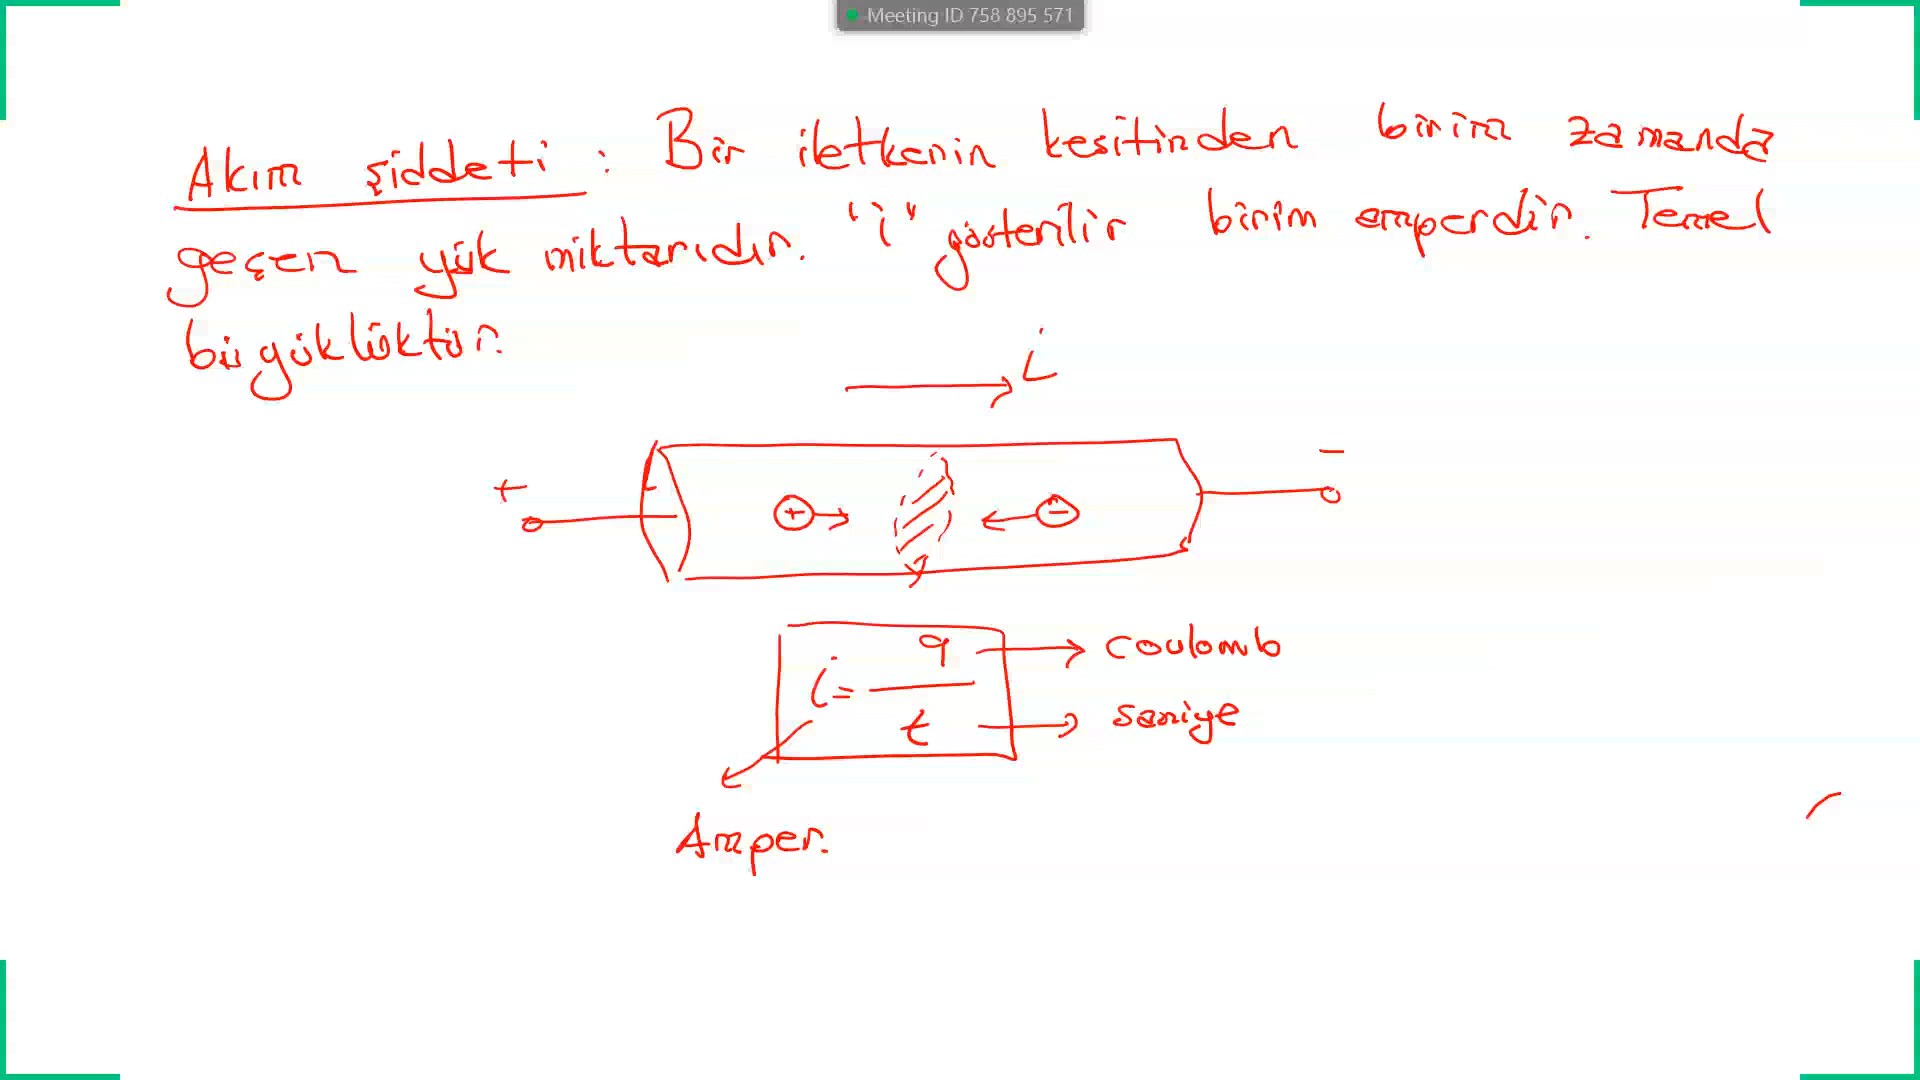 Meeting ID 758 895 571
Akım şiddeti : Bir iletkenin kesitinden birim zamanda
geçen yük miktarıdır. "i" gösterilir birim amperdir. Temel
büyüklüktür.
i
+ -
+ -
i = q / t
coulomb
saniye
Amper.